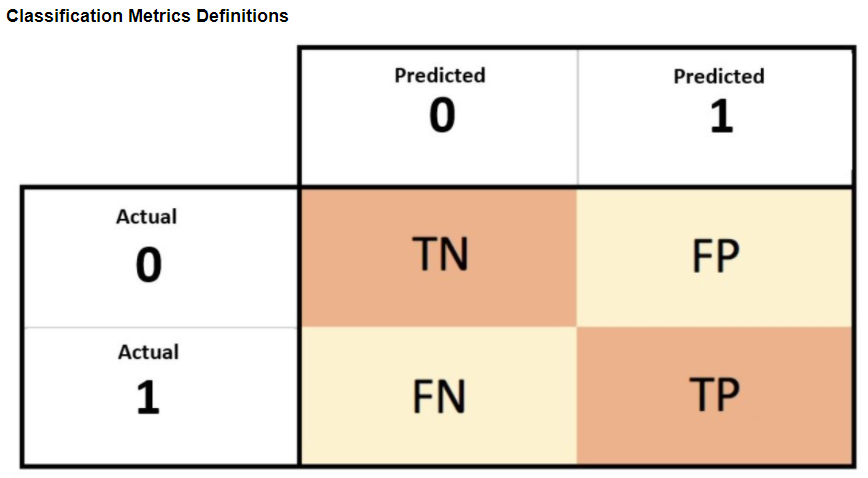 Classification Metrics Definitions
Predicted
0
Predicted
1
Actual
0
TN
FP
Actual
1
FN
TP